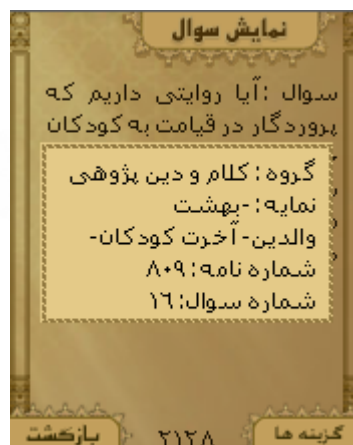 نمایش سوال
سوال :آیا روایتی داریم که
پروردگار در قیامت به کودکان
گروه: کلام و دین پژوهی
نمایه: -بهشت
والدین- آخرت کودکان-
شماره نامه: ۸۰۹
شماره سوال: ۱۶
گزینه ها
۲۱۲۸
بازگشت